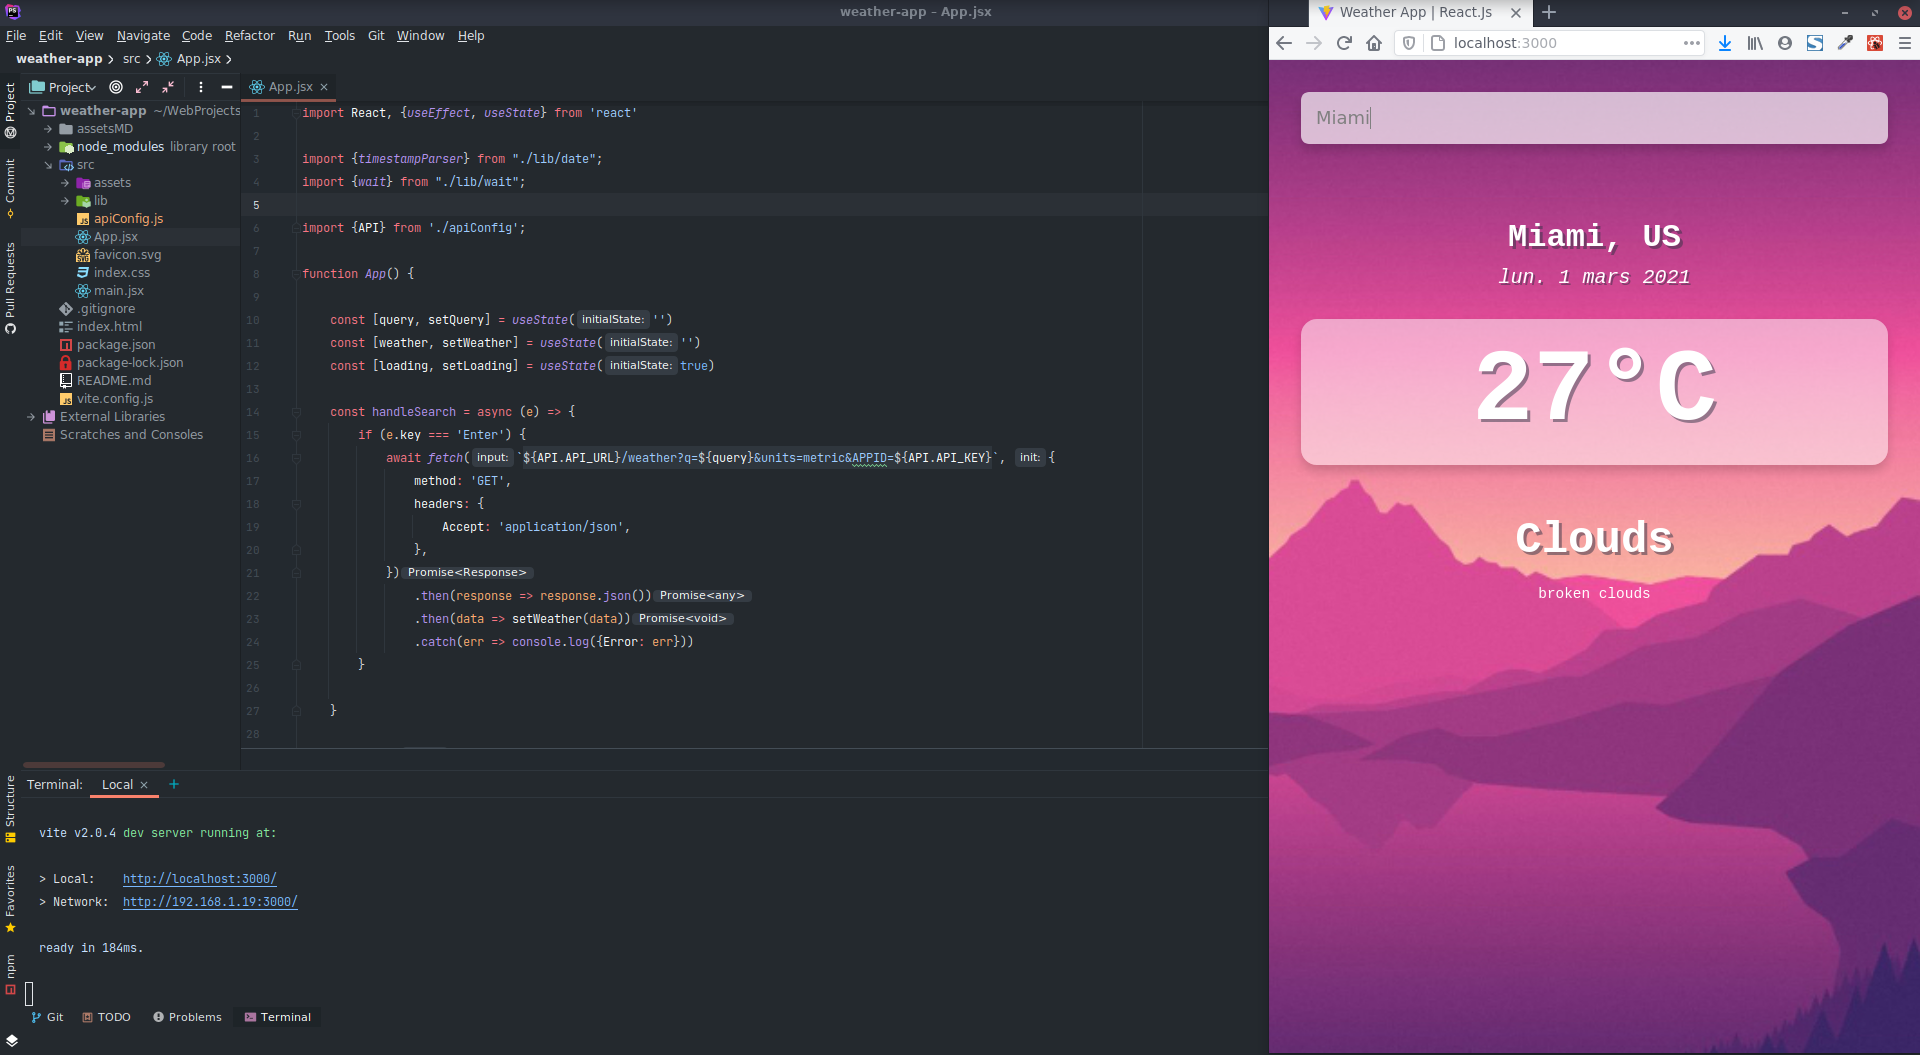 weather-app – App.jsx
File Edit View Navigate Code Refactor Run Tools Git Window Help
weather-app src App.jsx
Project
Commit
Pull Requests
Structure
Favorites
npm
Project
weather-app ~/WebProjects
assetsMD
node_modules library root
src
assets
lib
apiConfig.js
App.jsx
favicon.svg
index.css
main.jsx
.gitignore
index.html
package.json
package-lock.json
README.md
vite.config.js
External Libraries
Scratches and Consoles
App.jsx
1 import React, {useEffect, useState} from 'react'
2
3 import {timestampParser} from "./lib/date";
4 import {wait} from "./lib/wait";
5
6 import {API} from './apiConfig';
7
8 function App() {
9
10 const [query, setQuery] = useState( initialState: '')
11 const [weather, setWeather] = useState( initialState: '')
12 const [loading, setLoading] = useState( initialState: true)
13
14 const handleSearch = async (e) => {
15 if (e.key === 'Enter') {
16 await fetch( input: `${API.API_URL}/weather?q=${query}&units=metric&APPID=${API.API_KEY}`, init: {
17 method: 'GET',
18 headers: {
19 Accept: 'application/json',
20 },
21 }) Promise<Response>
22 .then(response => response.json()) Promise<any>
23 .then(data => setWeather(data)) Promise<void>
24 .catch(err => console.log({Error: err}))
25 }
26
27 }
28
Terminal: Local +
vite v2.0.4 dev server running at:
> Local: http://localhost:3000/
> Network: http://192.168.1.19:3000/
ready in 184ms.
Git TODO Problems Terminal
Weather App | React.Js
localhost:3000
Miami
Miami, US
lun. 1 mars 2021
27°C
Clouds
broken clouds